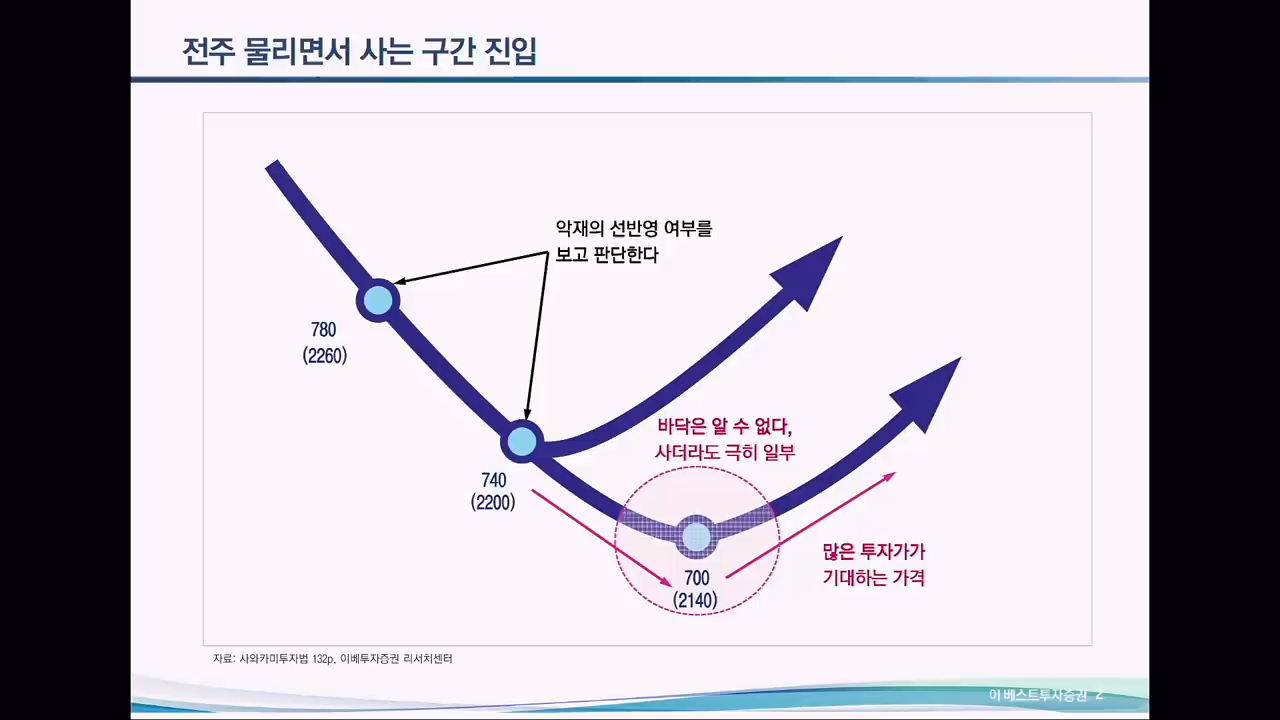 전주 물리면서 사는 구간 진입
악재의 선반영 여부를
보고 판단한다
780
(2260)
바닥은 알 수 없다,
사더라도 극히 일부
740
(2200)
많은 투자가가
기대하는 가격
700
(2140)
자료: 사와카미투자법 132p, 이베투자증권 리서치센터
이베스트투자증권 2